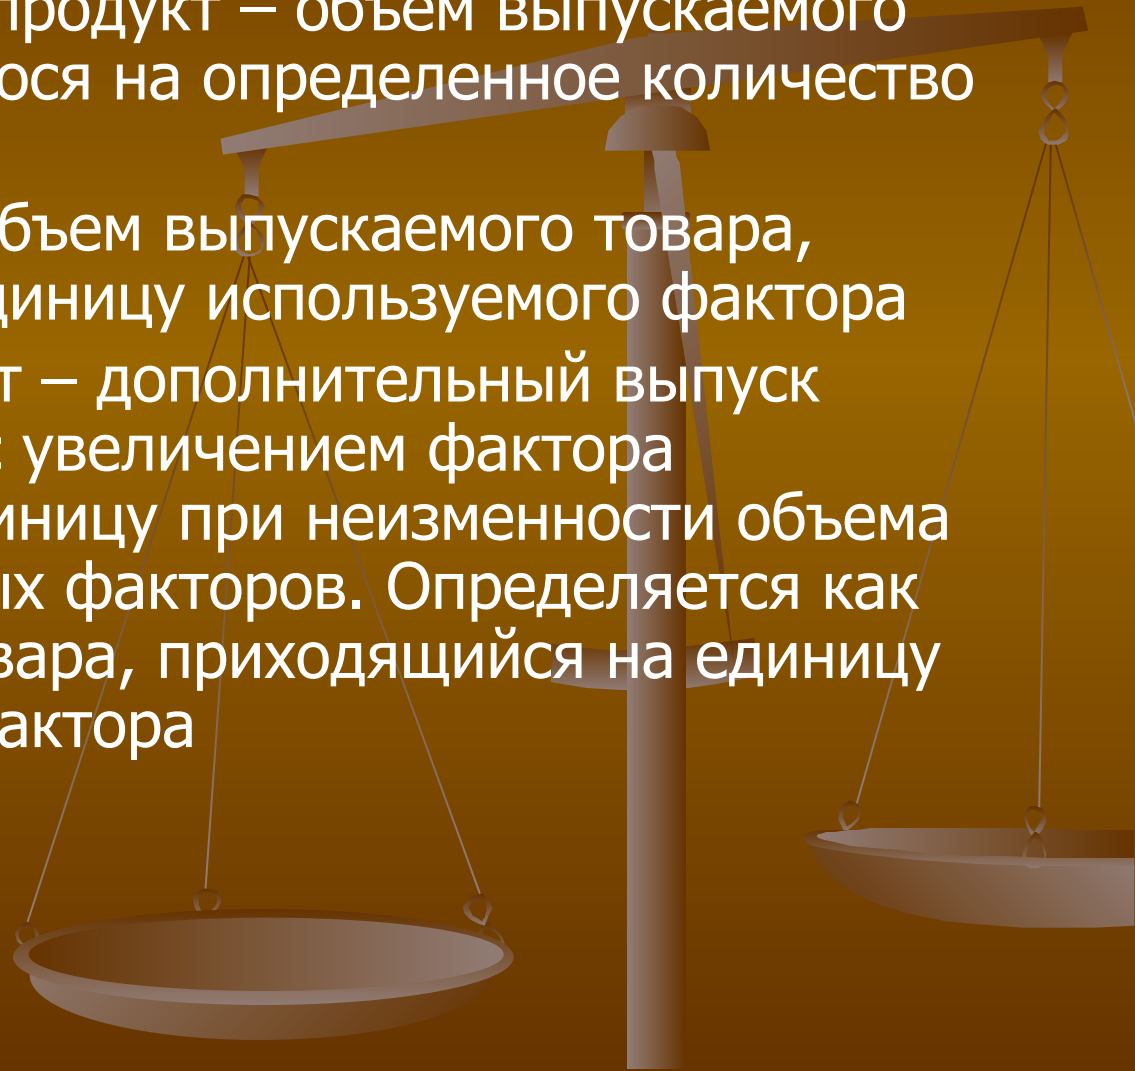 продукт – объем выпускаемого
ося на определенное количество
бъем выпускаемого товара,
диницу используемого фактора
т – дополнительный выпуск
с увеличением фактора
иницу при неизменности объема
ых факторов. Определяется как
вара, приходящийся на единицу
актора